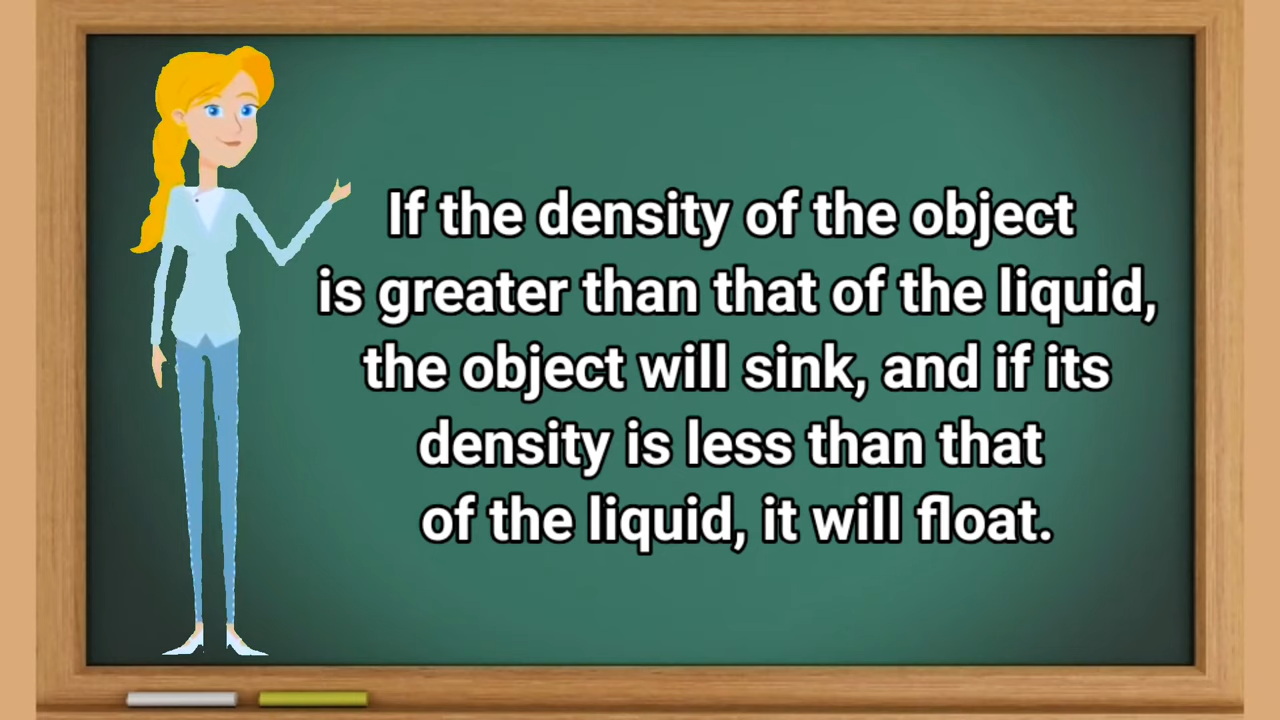 If the density of the object
is greater than that of the liquid,
the object will sink, and if its
density is less than that
of the liquid, it will float.